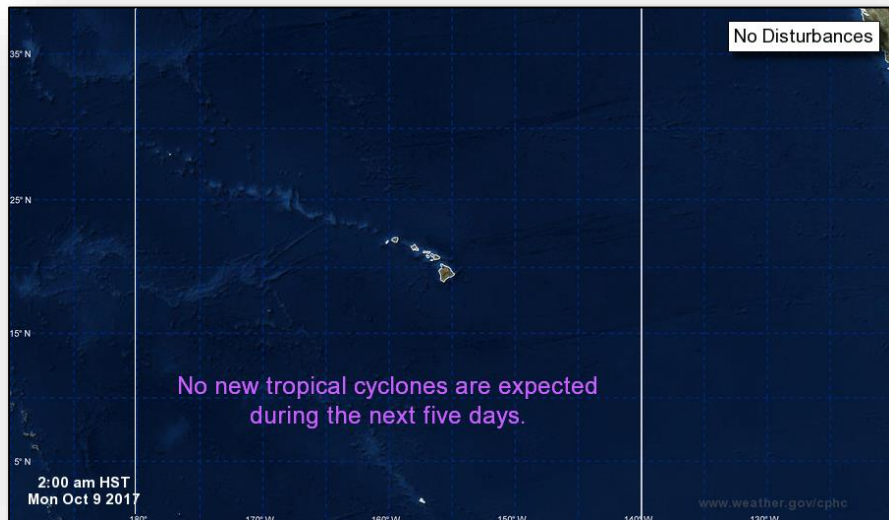 No Disturbances
35° N
25° N
15° N
No new tropical cyclones are expected
during the next five days.
5° N
2:00 am HST
Mon Oct 9 2017
www.weather.gov/cphc
180° 170° W 160° W 150° W 140° W 130° W